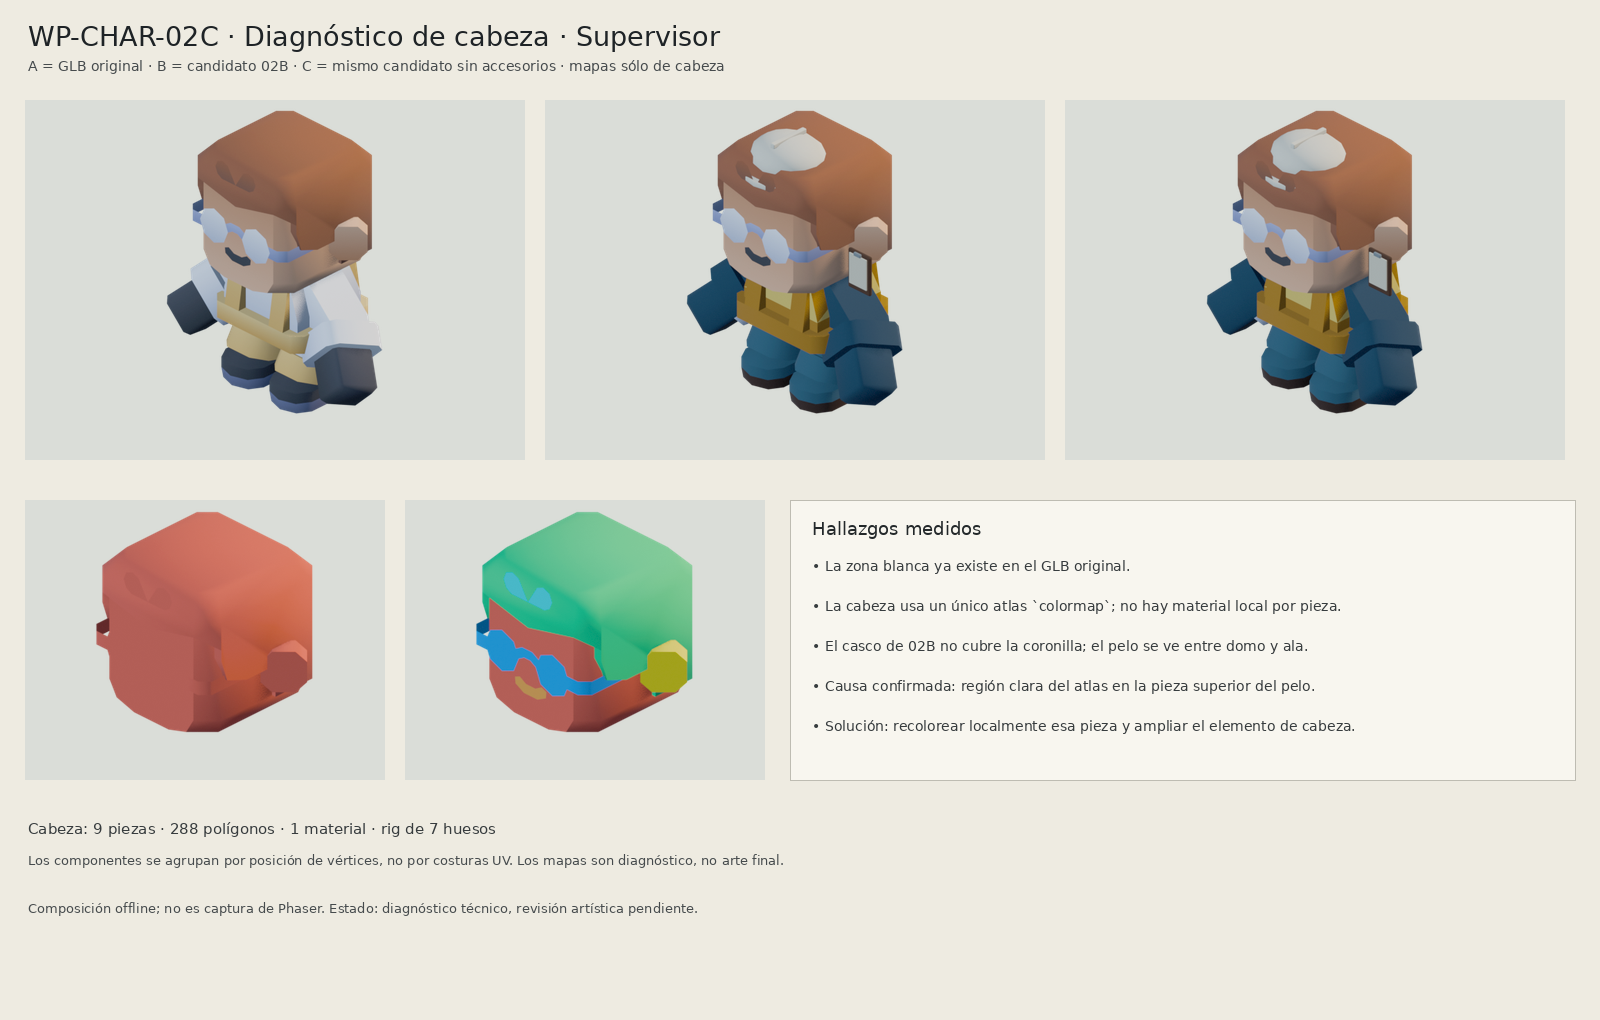 WP-CHAR-02C · Diagnóstico de cabeza · Supervisor
A = GLB original · B = candidato 02B · C = mismo candidato sin accesorios · mapas sólo de cabeza
Hallazgos medidos
• La zona blanca ya existe en el GLB original.
• La cabeza usa un único atlas `colormap`; no hay material local por pieza.
• El casco de 02B no cubre la coronilla; el pelo se ve entre domo y ala.
• Causa confirmada: región clara del atlas en la pieza superior del pelo.
• Solución: recolorear localmente esa pieza y ampliar el elemento de cabeza.
Cabeza: 9 piezas · 288 polígonos · 1 material · rig de 7 huesos
Los componentes se agrupan por posición de vértices, no por costuras UV. Los mapas son diagnóstico, no arte final.
Composición offline; no es captura de Phaser. Estado: diagnóstico técnico, revisión artística pendiente.